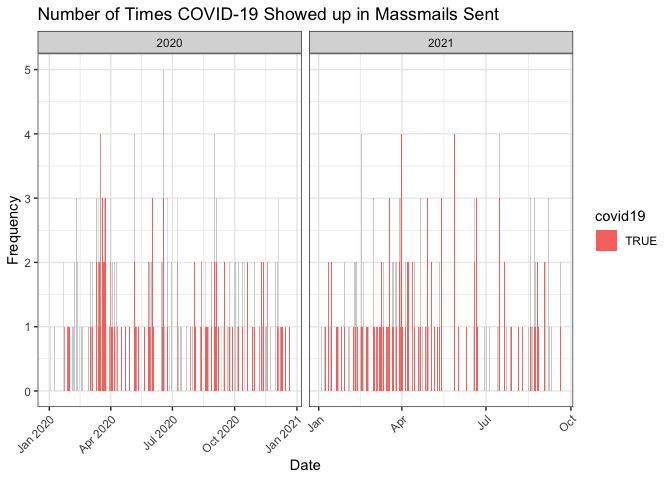 Number of Times COVID-19 Showed up in Massmails Sent
2020
2021
5
4
3
2
1
0
Frequency
Jan 2020
Apr 2020
Jul 2020
Oct 2020
Jan 2021
Jan
Apr
Jul
Oct
Date
covid19
TRUE